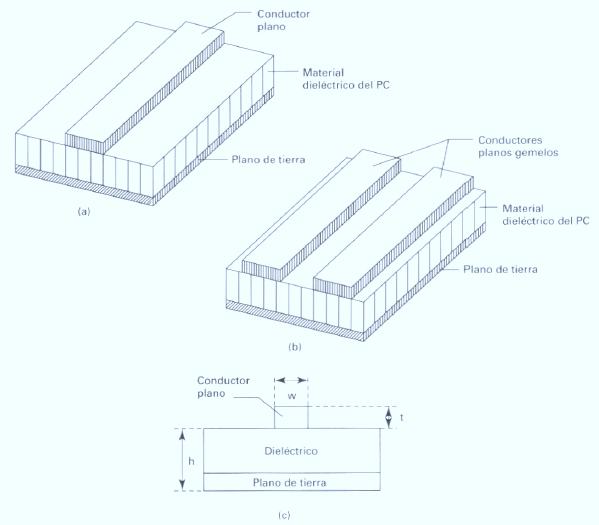 Conductor
plano
Material
dieléctrico del PC
Plano de tierra
(a)
Conductores
planos gemelos
Material
dieléctrico del PC
Plano de tierra
(b)
Conductor
plano
w
t
h
Dieléctrico
Plano de tierra
(c)